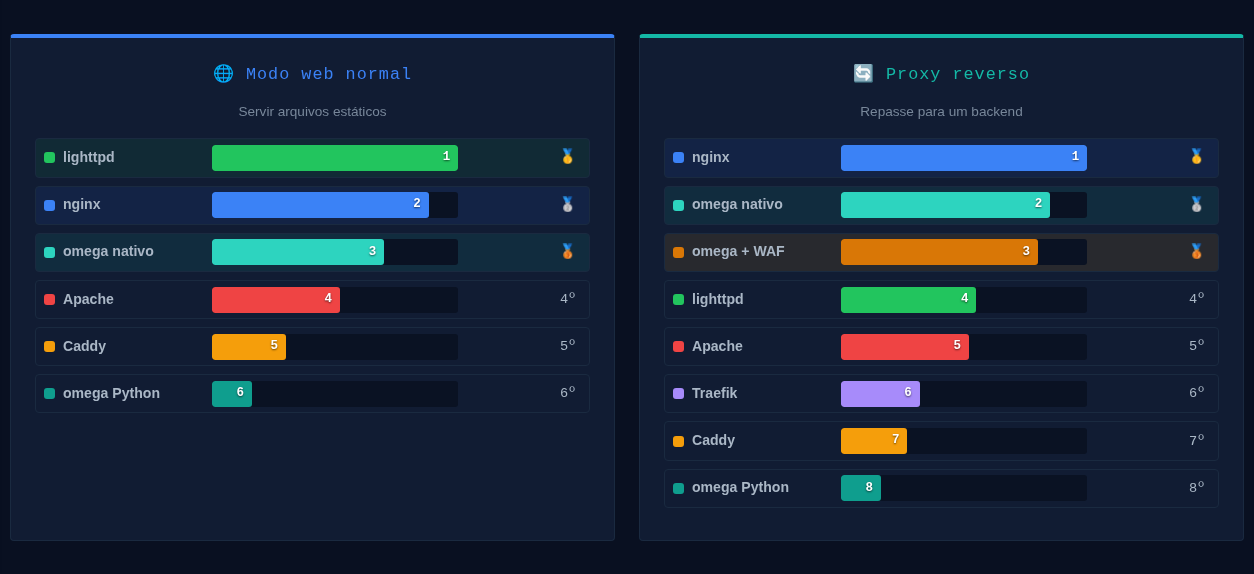 🌐 Modo web normal
Servir arquivos estáticos
lighttpd 1 🥇
nginx 2 🥈
omega nativo 3 🥉
Apache 4 4º
Caddy 5 5º
omega Python 6 6º
🔄 Proxy reverso
Repasse para um backend
nginx 1 🥇
omega nativo 2 🥈
omega + WAF 3 🥉
lighttpd 4 4º
Apache 5 5º
Traefik 6 6º
Caddy 7 7º
omega Python 8 8º